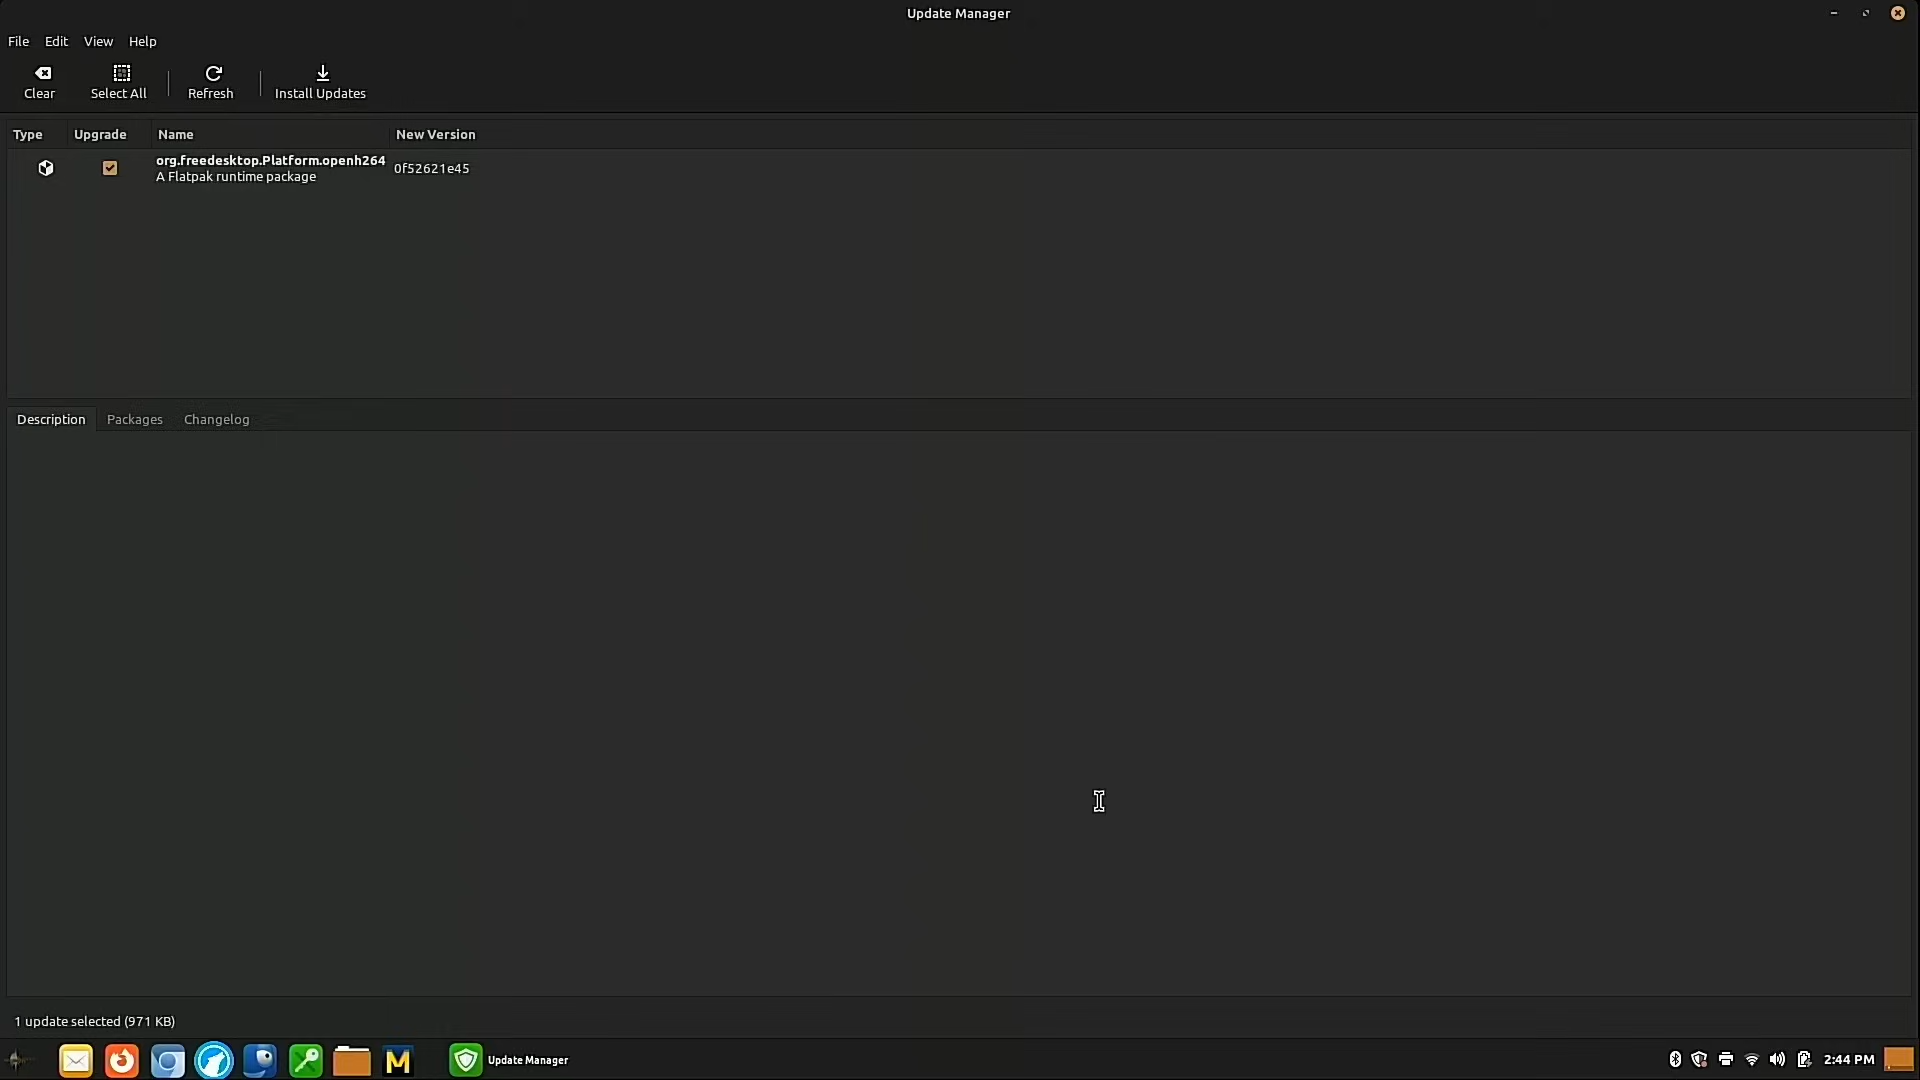 Update Manager
File Edit View Help
Clear Select All Refresh Install Updates
Type Upgrade Name New Version
org.freedesktop.Platform.openh264 0f52621e45
A Flatpak runtime package
Description Packages Changelog
1 update selected (971 KB)
M Update Manager 2:44 PM